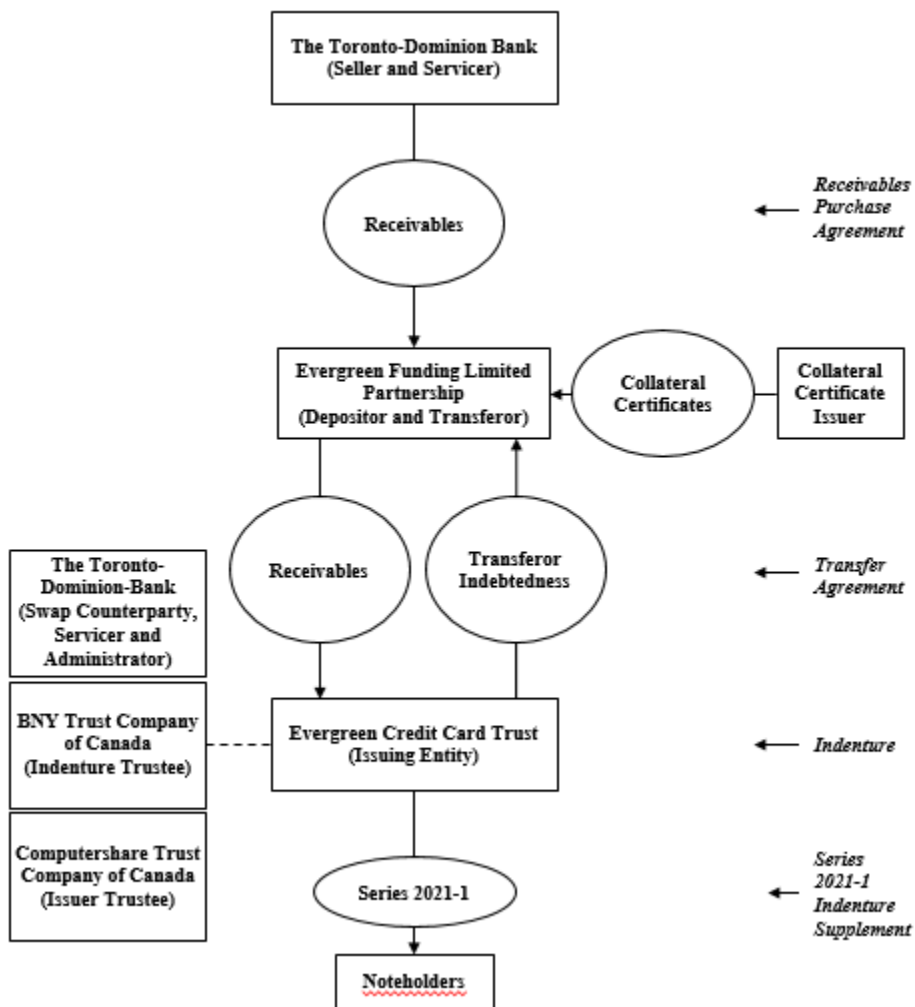 The Toronto-Dominion Bank
(Seller and Servicer)
Receivables
Receivables
Purchase
Agreement
Evergreen Funding Limited
Partnership
(Depositor and Transferor)
Collateral
Certificates
Collateral
Certificate
Issuer
Receivables
Transferor
Indebtedness
Transfer
Agreement
The Toronto-
Dominion-Bank
(Swap Counterparty,
Servicer and
Administrator)
BNY Trust Company
of Canada
(Indenture Trustee)
Evergreen Credit Card Trust
(Issuing Entity)
Indenture
Computershare Trust
Company of Canada
(Issuer Trustee)
Series 2021-1
Series
2021-1
Indenture
Supplement
Noteholders